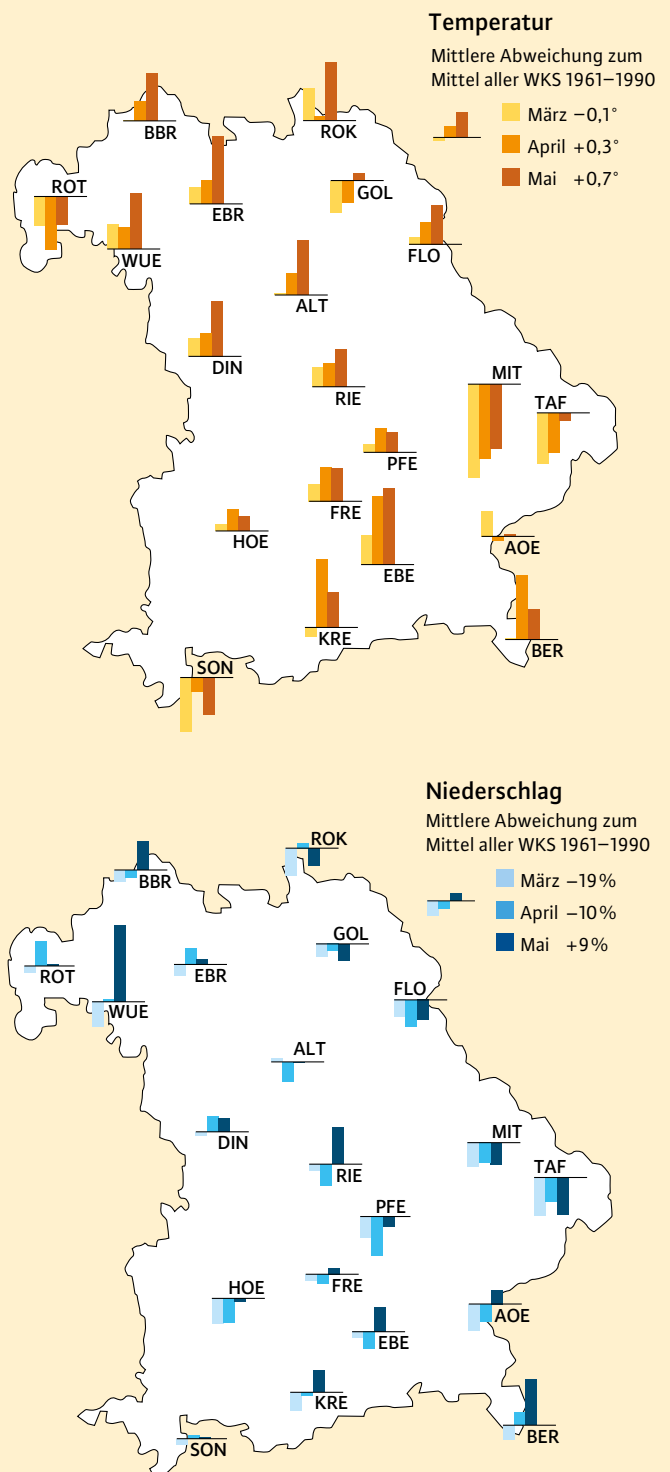 Temperatur
Mittlere Abweichung zum
Mittel aller WKS 1961–1990
März –0,1°
April +0,3°
Mai +0,7°
BBR
ROK
ROT
EBR
GOL
WUE
FLO
ALT
DIN
RIE
MIT
TAF
PFE
FRE
HOE
AOE
EBE
KRE
BER
SON
Niederschlag
Mittlere Abweichung zum
Mittel aller WKS 1961–1990
März –19%
April –10%
Mai +9%
ROK
BBR
GOL
ROT
EBR
FLO
WUE
ALT
DIN
MIT
RIE
TAF
PFE
HOE
FRE
AOE
EBE
KRE
BER
SON